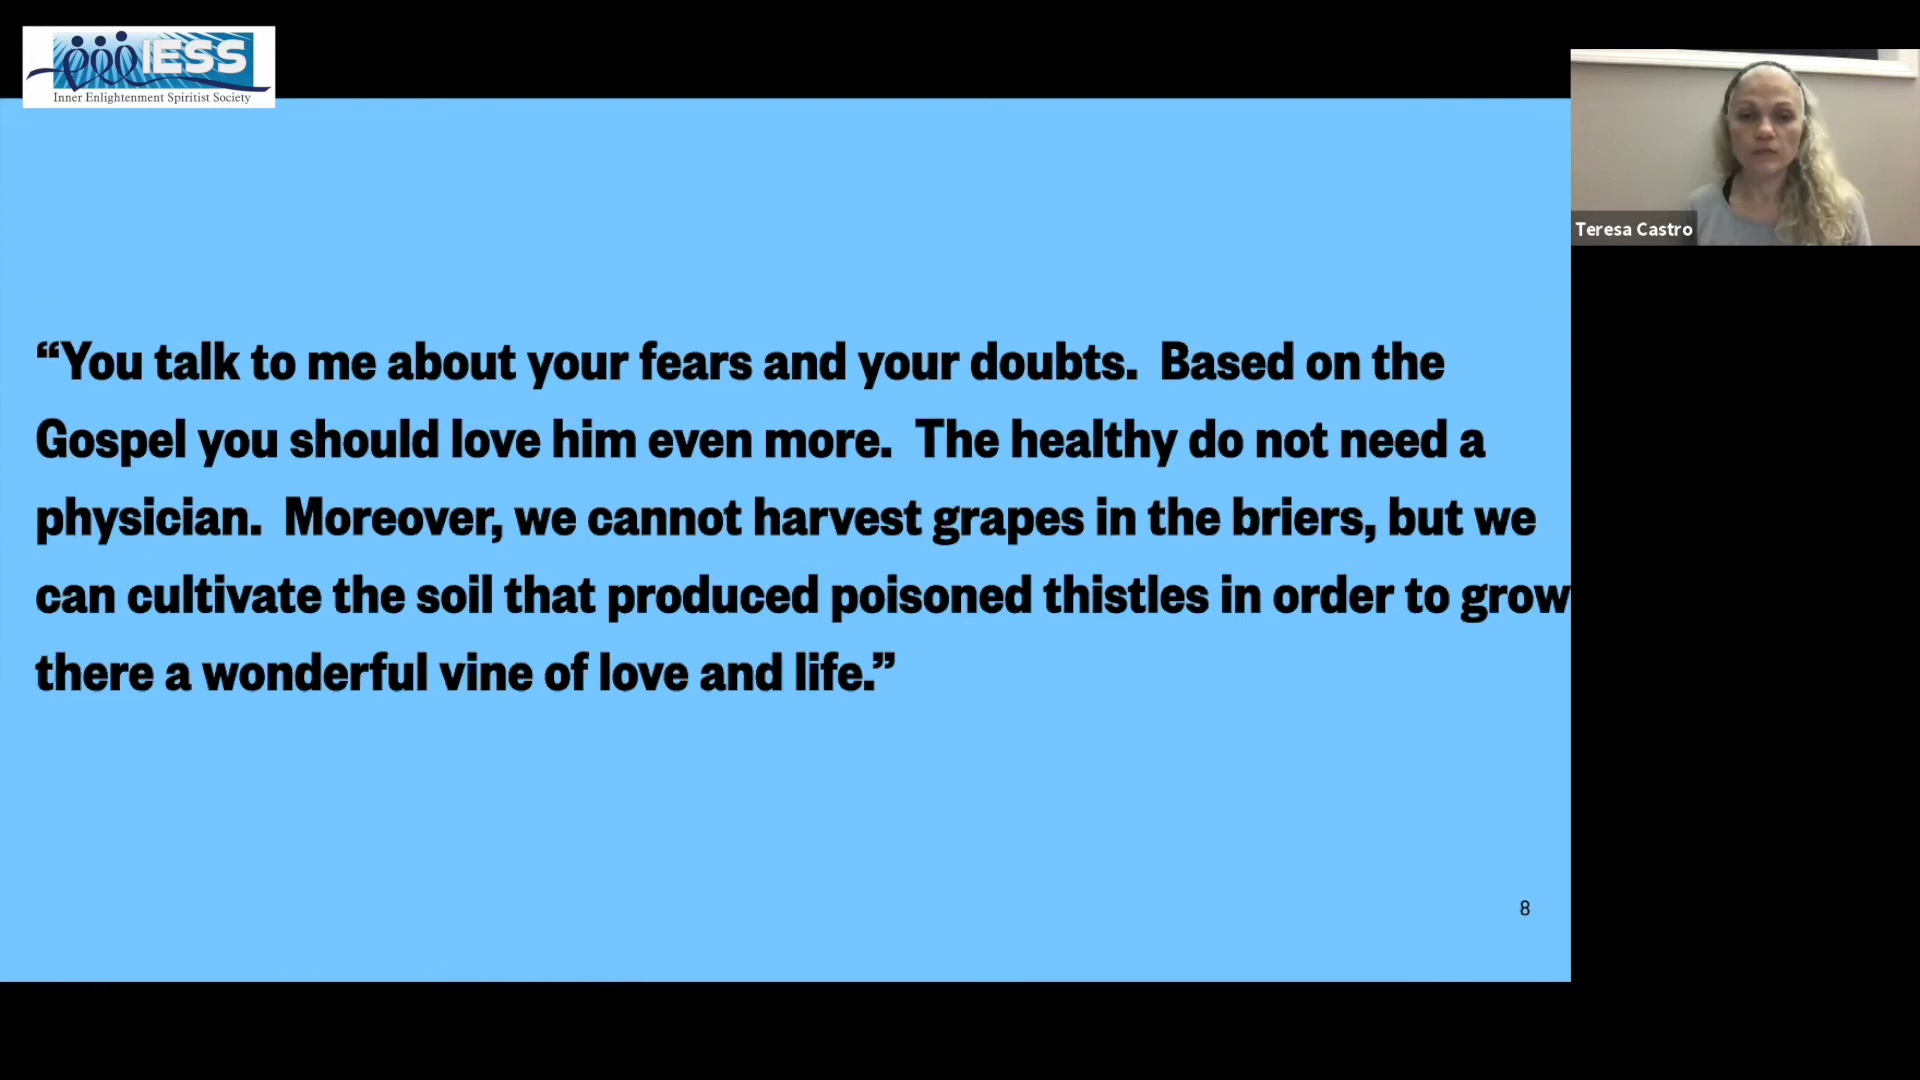 IESS
Inner Enlightenment Spiritist Society
Teresa Castro
“You talk to me about your fears and your doubts.  Based on the
Gospel you should love him even more.  The healthy do not need a
physician.  Moreover, we cannot harvest grapes in the briers, but we
can cultivate the soil that produced poisoned thistles in order to grow
there a wonderful vine of love and life.”
8